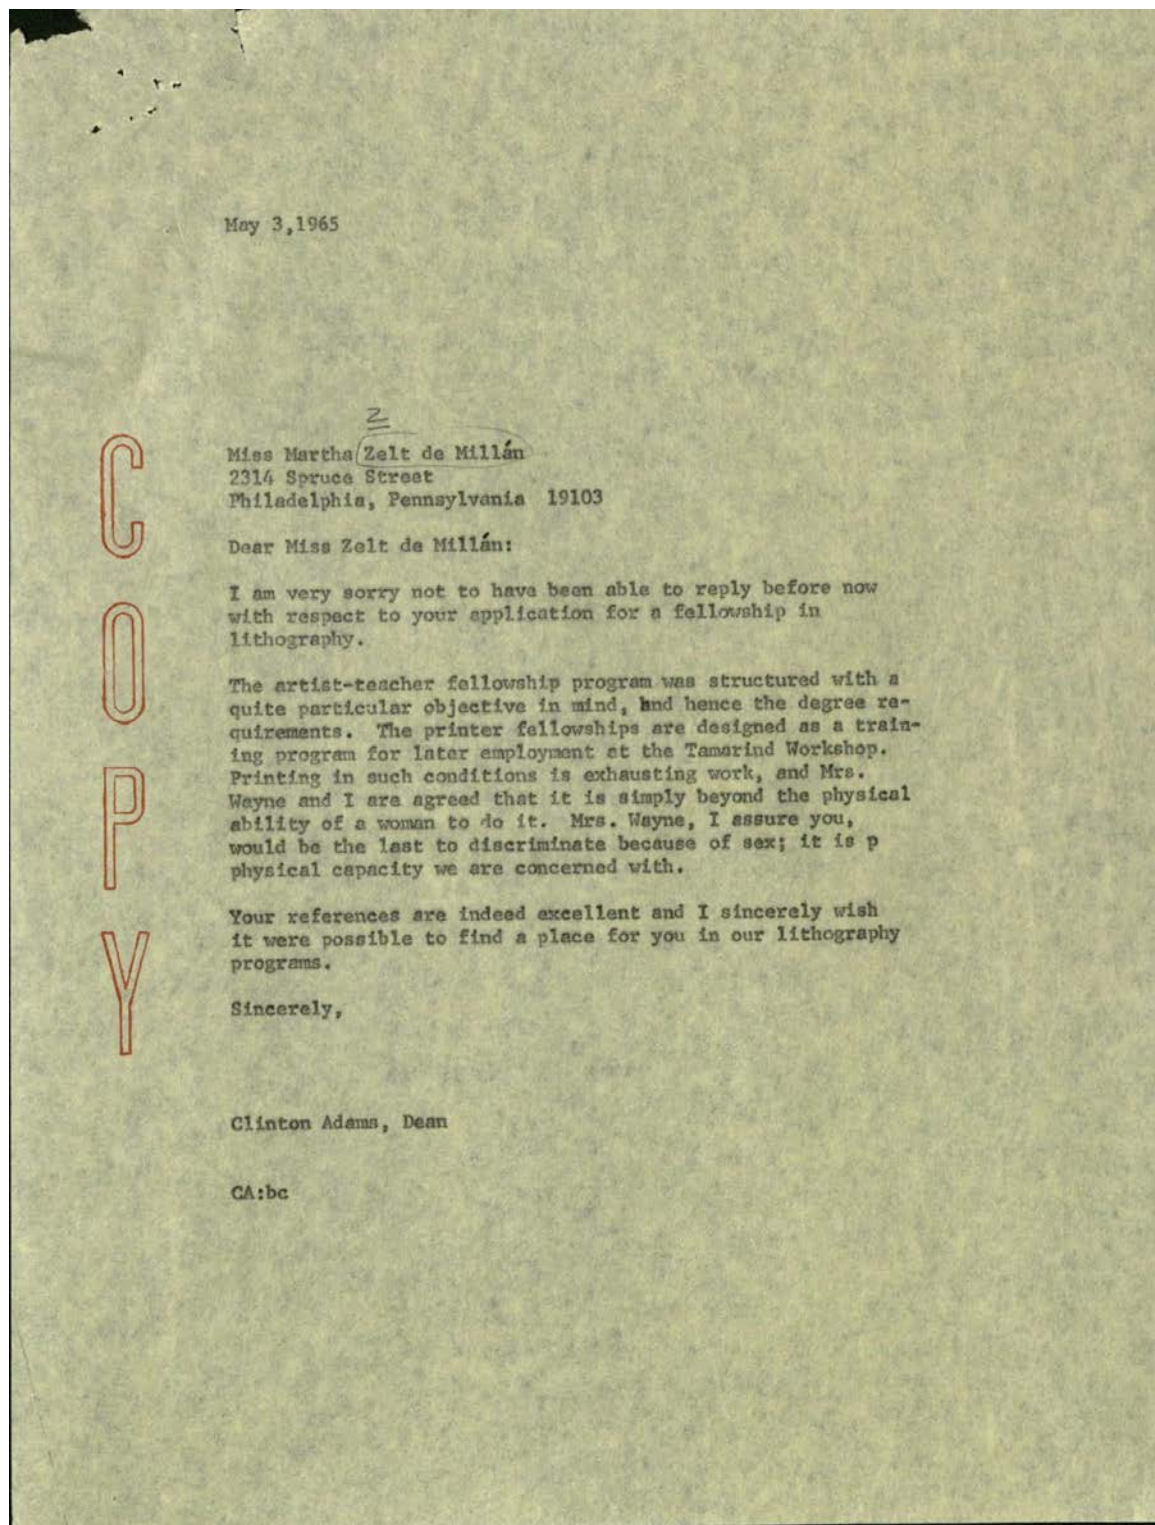 May 3,1965
Z
Miss Martha Zelt de Millán
2314 Spruce Street
Philadelphia, Pennsylvania 19103
Dear Miss Zelt de Millán:
I am very sorry not to have been able to reply before now
with respect to your application for a fellowship in
lithography.
The artist-teacher fellowship program was structured with a
quite particular objective in mind, and hence the degree re-
quirements. The printer fellowships are designed as a train-
ing program for later employment at the Tamarind Workshop.
Printing in such conditions is exhausting work, and Mrs.
Wayne and I are agreed that it is simply beyond the physical
ability of a woman to do it. Mrs. Wayne, I assure you,
would be the last to discriminate because of sex; it is p
physical capacity we are concerned with.
Your references are indeed excellent and I sincerely wish
it were possible to find a place for you in our lithography
programs.
Sincerely,
Clinton Adams, Dean
CA:bc
COPY